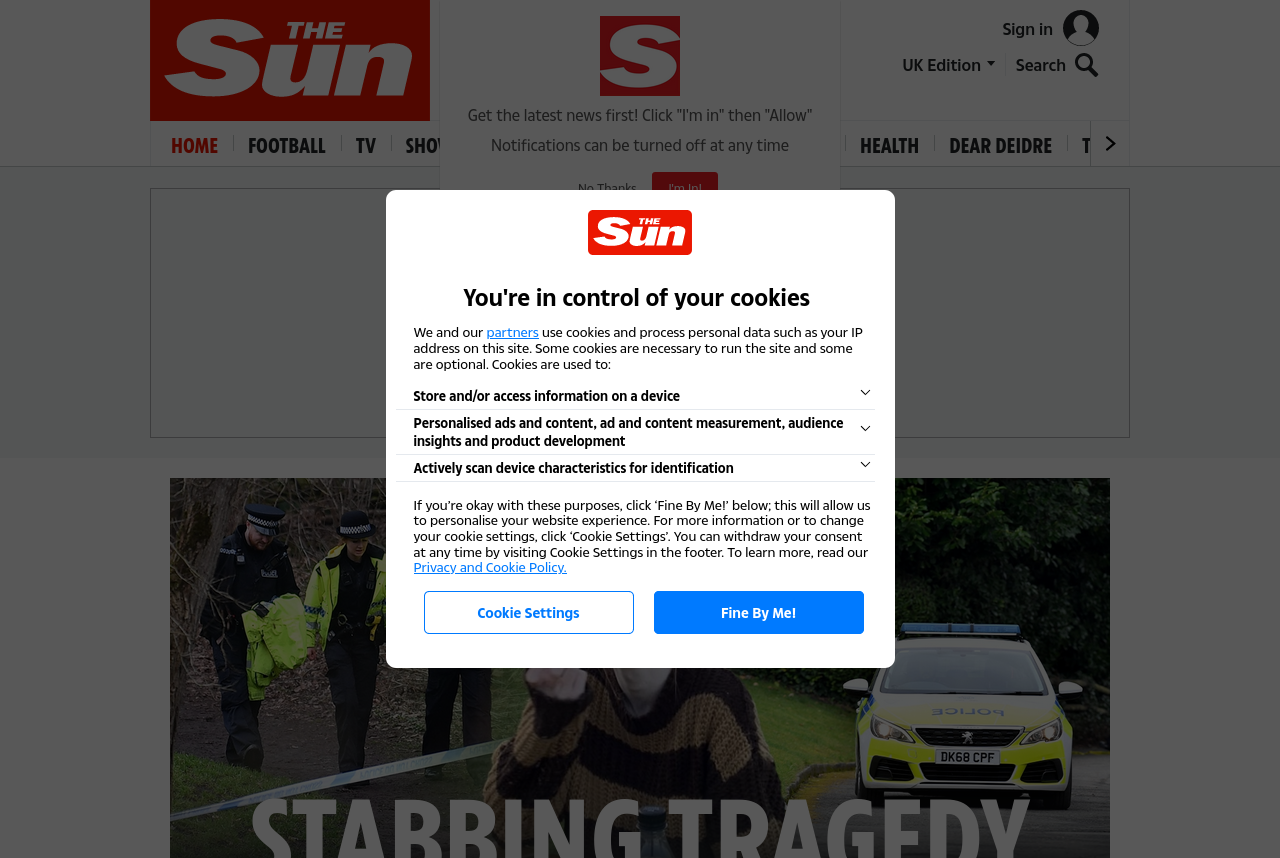 THE
Sun
Get the latest news first! Click "I'm in" then "Allow"
Notifications can be turned off at any time
No Thanks
I'm In!
Sign in
UK Edition
Search
HOME
FOOTBALL
TV
HEALTH
DEAR DEIDRE
THE
Sun
You're in control of your cookies
We and our partners use cookies and process personal data such as your IP
address on this site. Some cookies are necessary to run the site and some
are optional. Cookies are used to:
Store and/or access information on a device
Personalised ads and content, ad and content measurement, audience
insights and product development
Actively scan device characteristics for identification
If you’re okay with these purposes, click ‘Fine By Me!’ below; this will allow us
to personalise your website experience. For more information or to change
your cookie settings, click ‘Cookie Settings’. You can withdraw your consent
at any time by visiting Cookie Settings in the footer. To learn more, read our
Privacy and Cookie Policy.
Cookie Settings
Fine By Me!
POLICE
DK68 CPF
STABBING TRAGEDY